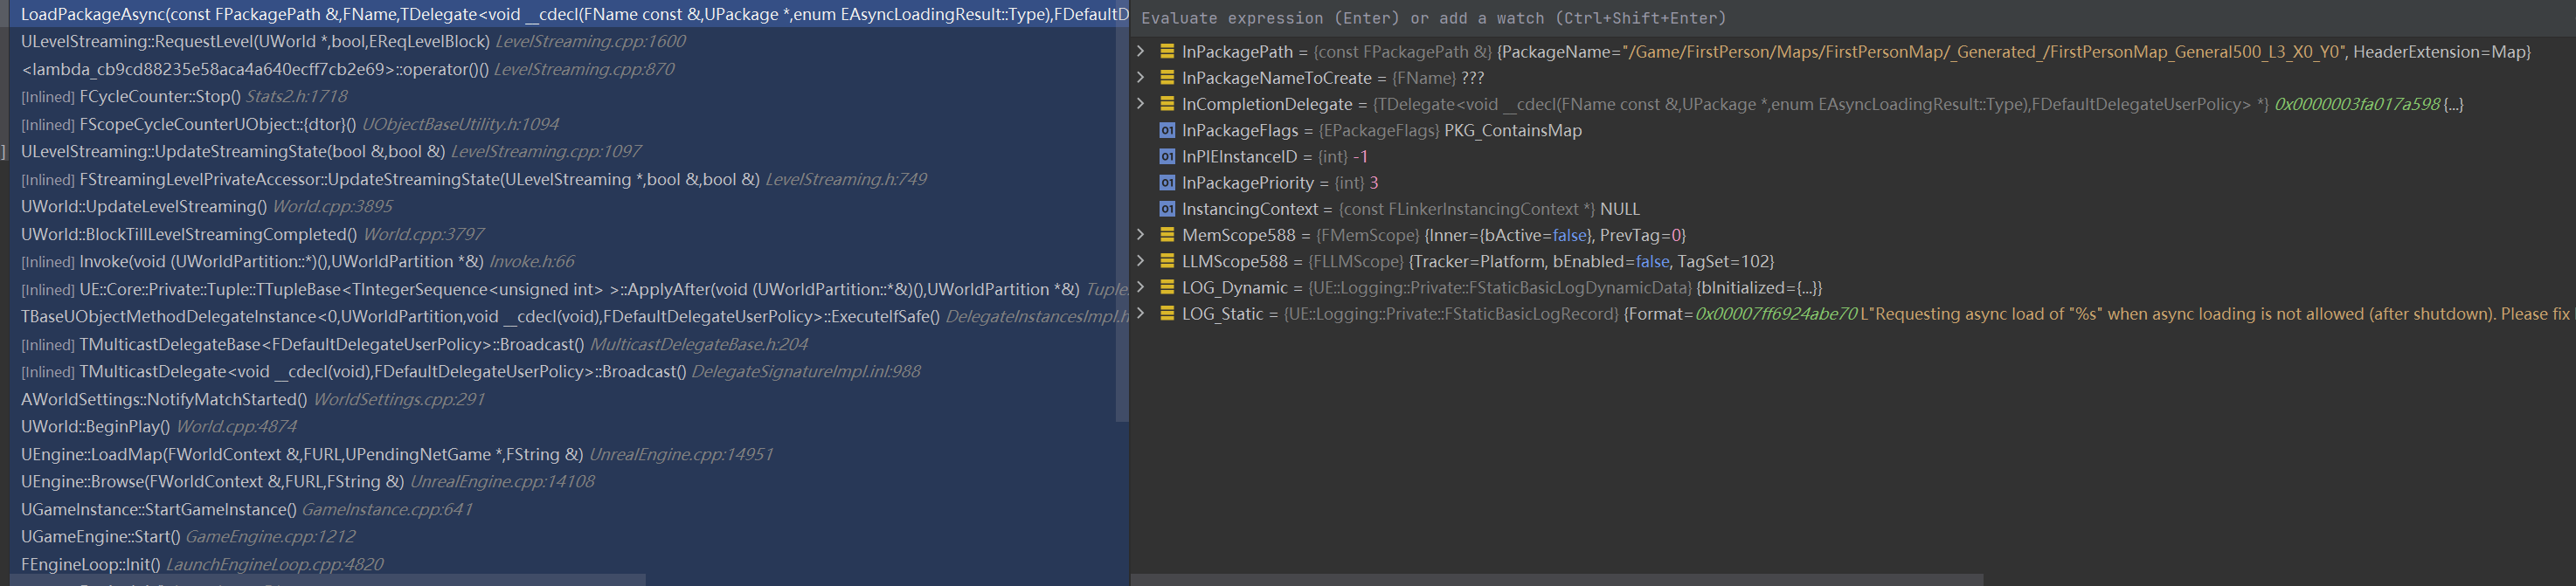 LoadPackageAsync(const FPackagePath &,FName,TDelegate<void __cdecl(FName const &,UPackage *,enum EAsyncLoadingResult::Type),FDefaultD
ULevelStreaming::RequestLevel(UWorld *,bool,EReqLevelBlock) LevelStreaming.cpp:1600
<lambda_cb9cd88235e58aca4a640ecff7cb2e69>::operator()() LevelStreaming.cpp:870
[Inlined] FCycleCounter::Stop() Stats2.h:1718
[Inlined] FScopeCycleCounterUObject::{dtor}() UObjectBaseUtility.h:1094
] ULevelStreaming::UpdateStreamingState(bool &,bool &) LevelStreaming.cpp:1097
[Inlined] FStreamingLevelPrivateAccessor::UpdateStreamingState(ULevelStreaming *,bool &,bool &) LevelStreaming.h:749
UWorld::UpdateLevelStreaming() World.cpp:3895
UWorld::BlockTillLevelStreamingCompleted() World.cpp:3797
[Inlined] Invoke(void (UWorldPartition::*)(),UWorldPartition *&) Invoke.h:66
[Inlined] UE::Core::Private::Tuple::TTupleBase<TIntegerSequence<unsigned int> >::ApplyAfter(void (UWorldPartition::*&)(),UWorldPartition *&) Tuple.
TBaseUObjectMethodDelegateInstance<0,UWorldPartition,void __cdecl(void),FDefaultDelegateUserPolicy>::ExecuteIfSafe() DelegateInstancesImpl.h
[Inlined] TMulticastDelegateBase<FDefaultDelegateUserPolicy>::Broadcast() MulticastDelegateBase.h:204
[Inlined] TMulticastDelegate<void __cdecl(void),FDefaultDelegateUserPolicy>::Broadcast() DelegateSignatureImpl.inl:988
AWorldSettings::NotifyMatchStarted() WorldSettings.cpp:291
UWorld::BeginPlay() World.cpp:4874
UEngine::LoadMap(FWorldContext &,FURL,UPendingNetGame *,FString &) UnrealEngine.cpp:14951
UEngine::Browse(FWorldContext &,FURL,FString &) UnrealEngine.cpp:14108
UGameInstance::StartGameInstance() GameInstance.cpp:641
UGameEngine::Start() GameEngine.cpp:1212
FEngineLoop::Init() LaunchEngineLoop.cpp:4820
Evaluate expression (Enter) or add a watch (Ctrl+Shift+Enter)
InPackagePath = {const FPackagePath &} {PackageName="/Game/FirstPerson/Maps/FirstPersonMap/_Generated_/FirstPersonMap_General500_L3_X0_Y0", HeaderExtension=Map}
InPackageNameToCreate = {FName} ???
InCompletionDelegate = {TDelegate<void __cdecl(FName const &,UPackage *,enum EAsyncLoadingResult::Type),FDefaultDelegateUserPolicy> *} 0x0000003fa017a598 {...}
01 InPackageFlags = {EPackageFlags} PKG_ContainsMap
01 InPIEInstanceID = {int} -1
01 InPackagePriority = {int} 3
01 InstancingContext = {const FLinkerInstancingContext *} NULL
MemScope588 = {FMemScope} {Inner={bActive=false}, PrevTag=0}
LLMScope588 = {FLLMScope} {Tracker=Platform, bEnabled=false, TagSet=102}
LOG_Dynamic = {UE::Logging::Private::FStaticBasicLogDynamicData} {bInitialized={...}}
LOG_Static = {UE::Logging::Private::FStaticBasicLogRecord} {Format=0x00007ff6924abe70 L"Requesting async load of "%s" when async loading is not allowed (after shutdown). Please fix